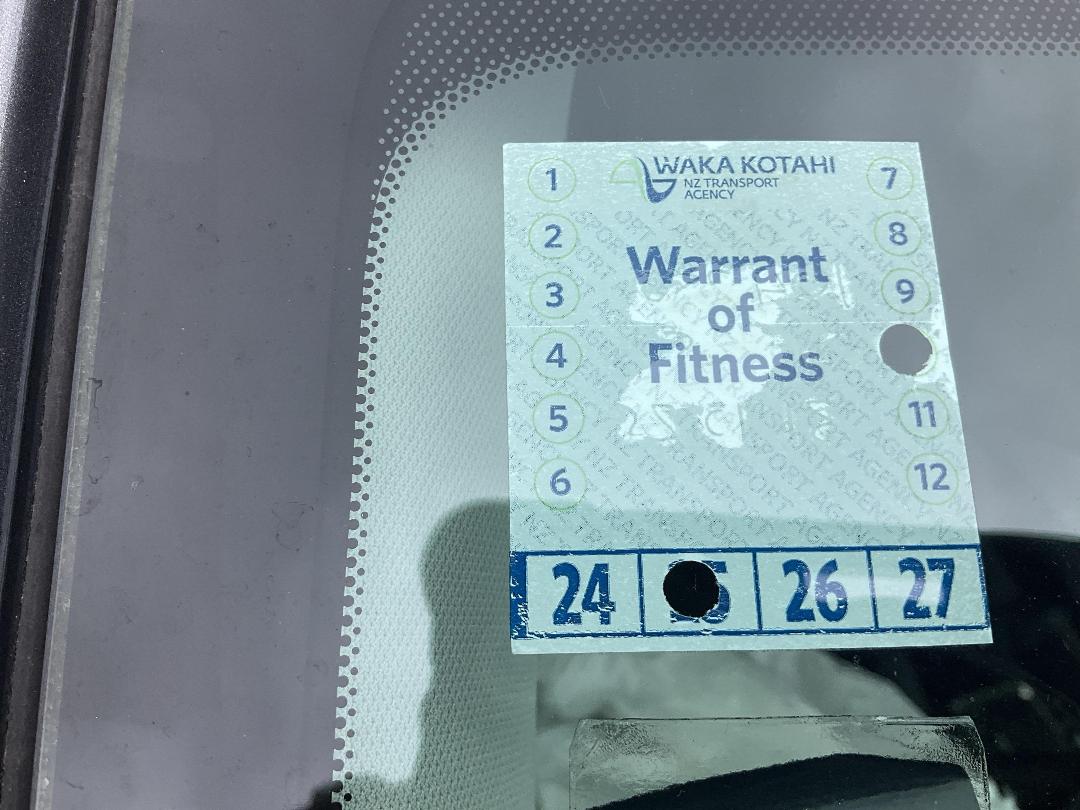 WAKA KOTAHI
NZ TRANSPORT
AGENCY
1
2
3
4
5
6
Warrant
of
Fitness
7
8
9
11
12
24
26
27